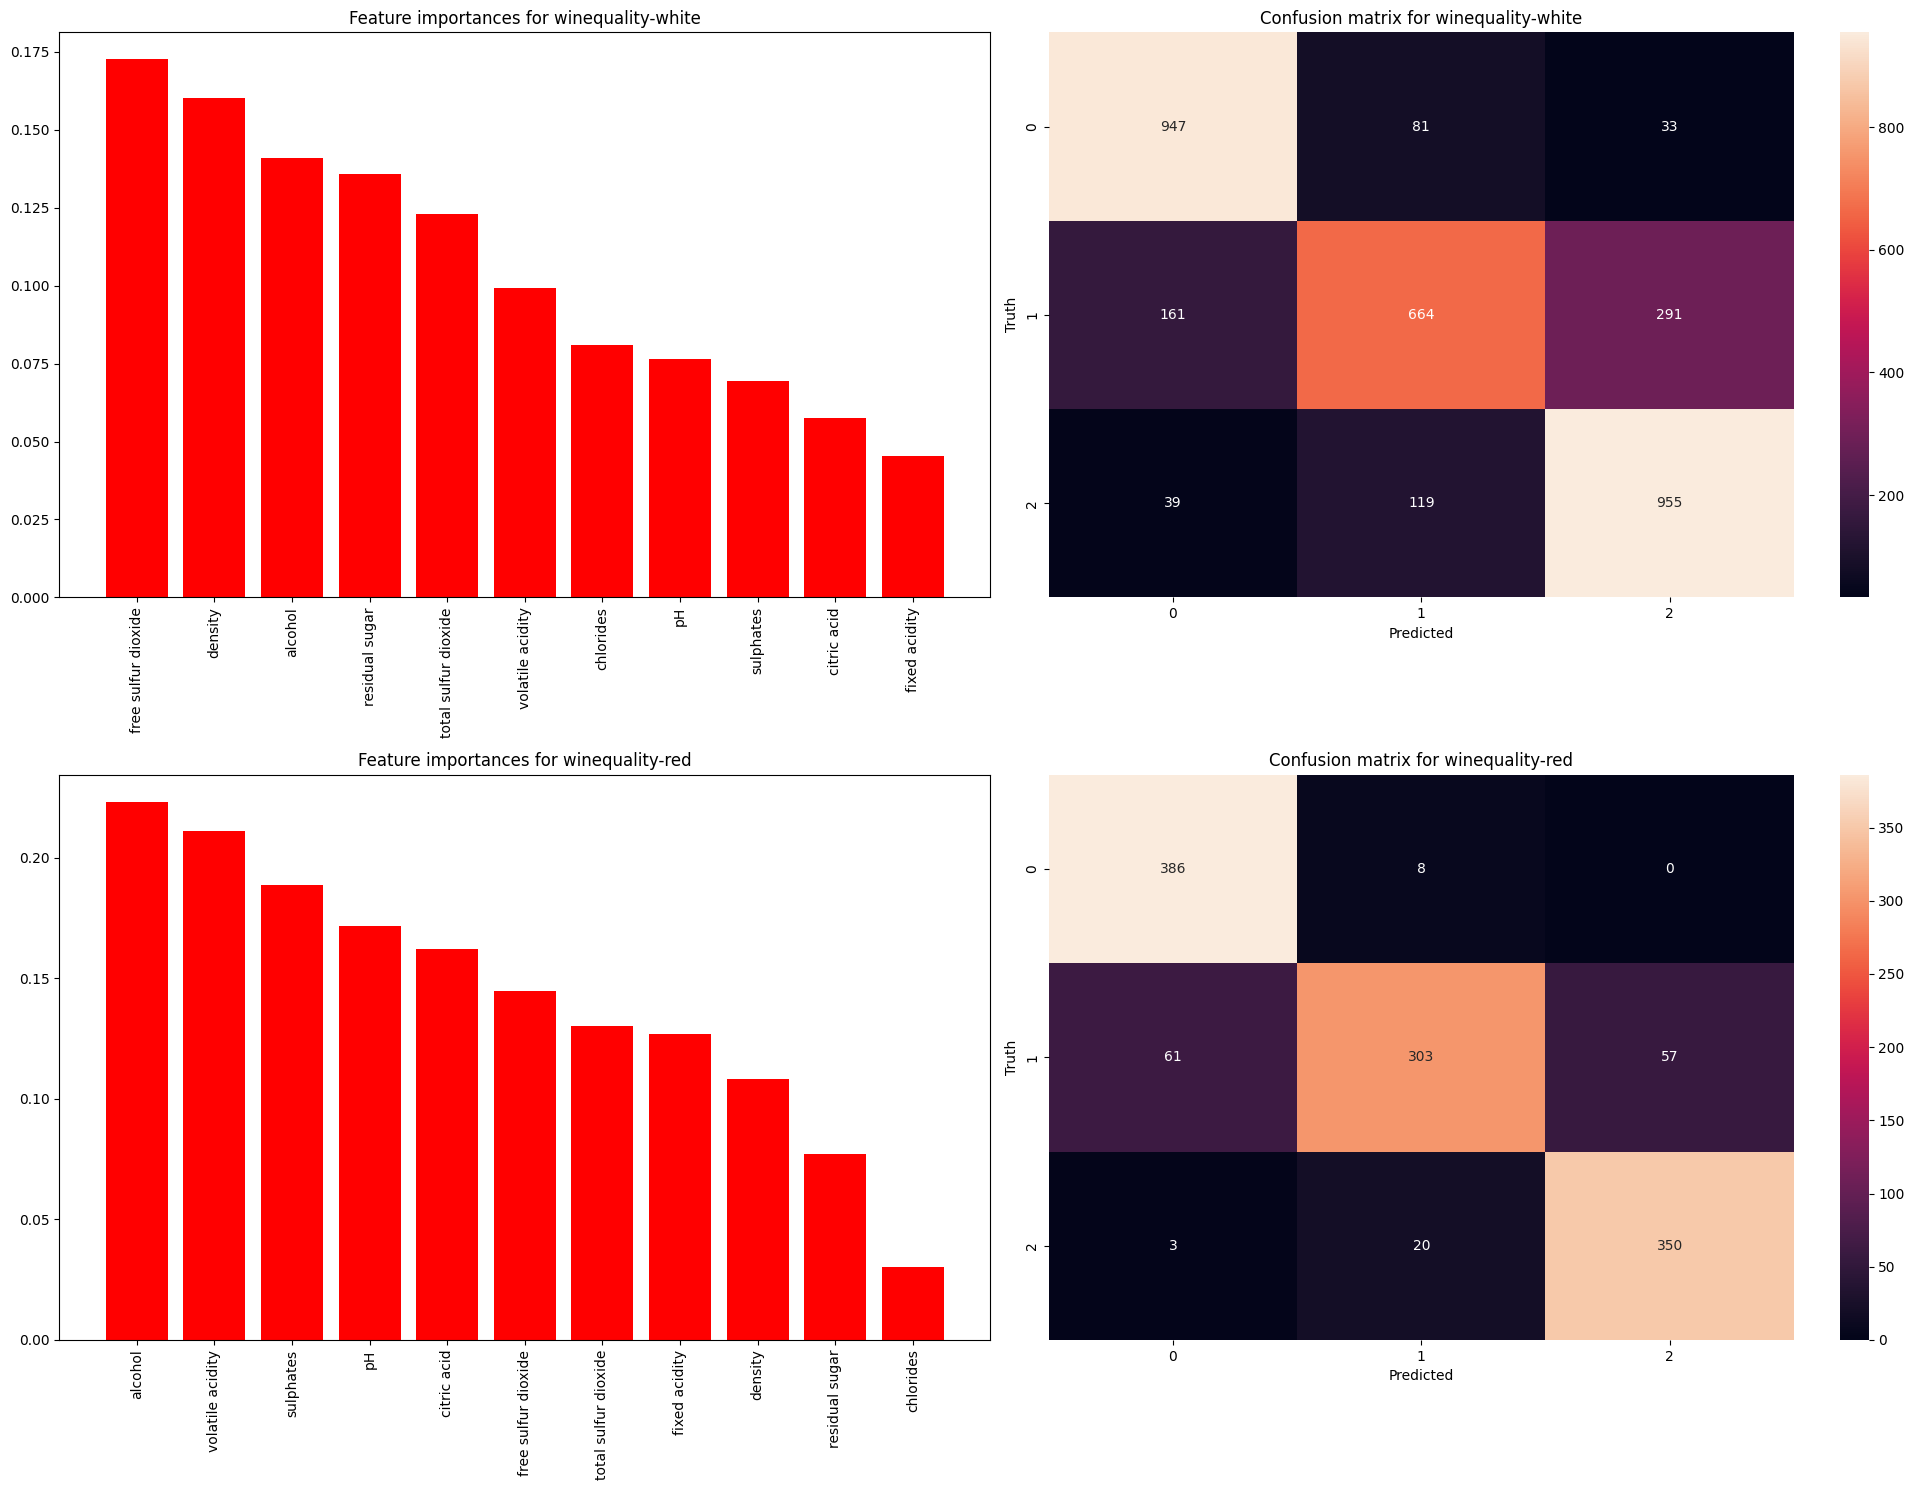 Feature importances for winequality-white
0.175
0.150
0.125
0.100
0.075
0.050
0.025
0.000
free sulfur dioxide
density
alcohol
residual sugar
total sulfur dioxide
volatile acidity
chlorides
pH
sulphates
citric acid
fixed acidity
Confusion matrix for winequality-white
Truth
0
947 81 33
1
161 664 291
2
39 119 955
0 1 2
Predicted
800
600
400
200
Feature importances for winequality-red
0.20
0.15
0.10
0.05
0.00
alcohol
volatile acidity
sulphates
pH
citric acid
free sulfur dioxide
total sulfur dioxide
fixed acidity
density
residual sugar
chlorides
Confusion matrix for winequality-red
Truth
0
386 8 0
1
61 303 57
2
3 20 350
0 1 2
Predicted
350
300
250
200
150
100
50
0